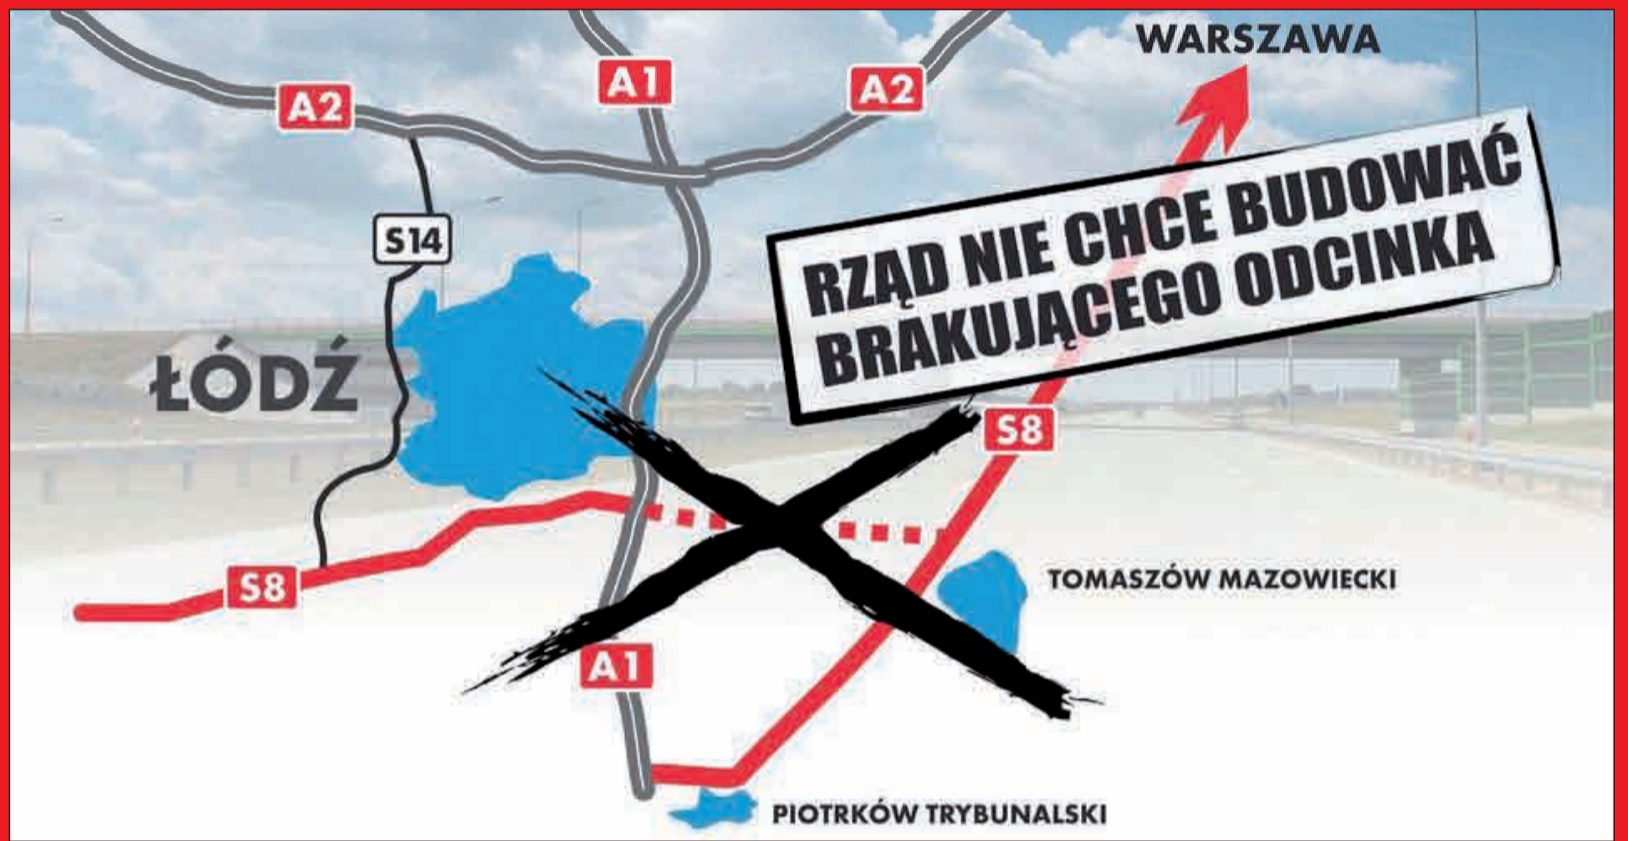 WARSZAWA
A1
A2
A2
RZĄD NIE CHCE BUDOWAĆ
BRAKUJĄCEGO ODCINKA
S14
ŁÓDŹ
S8
S8
TOMASZÓW MAZOWIECKI
A1
PIOTRKÓW TRYBUNALSKI